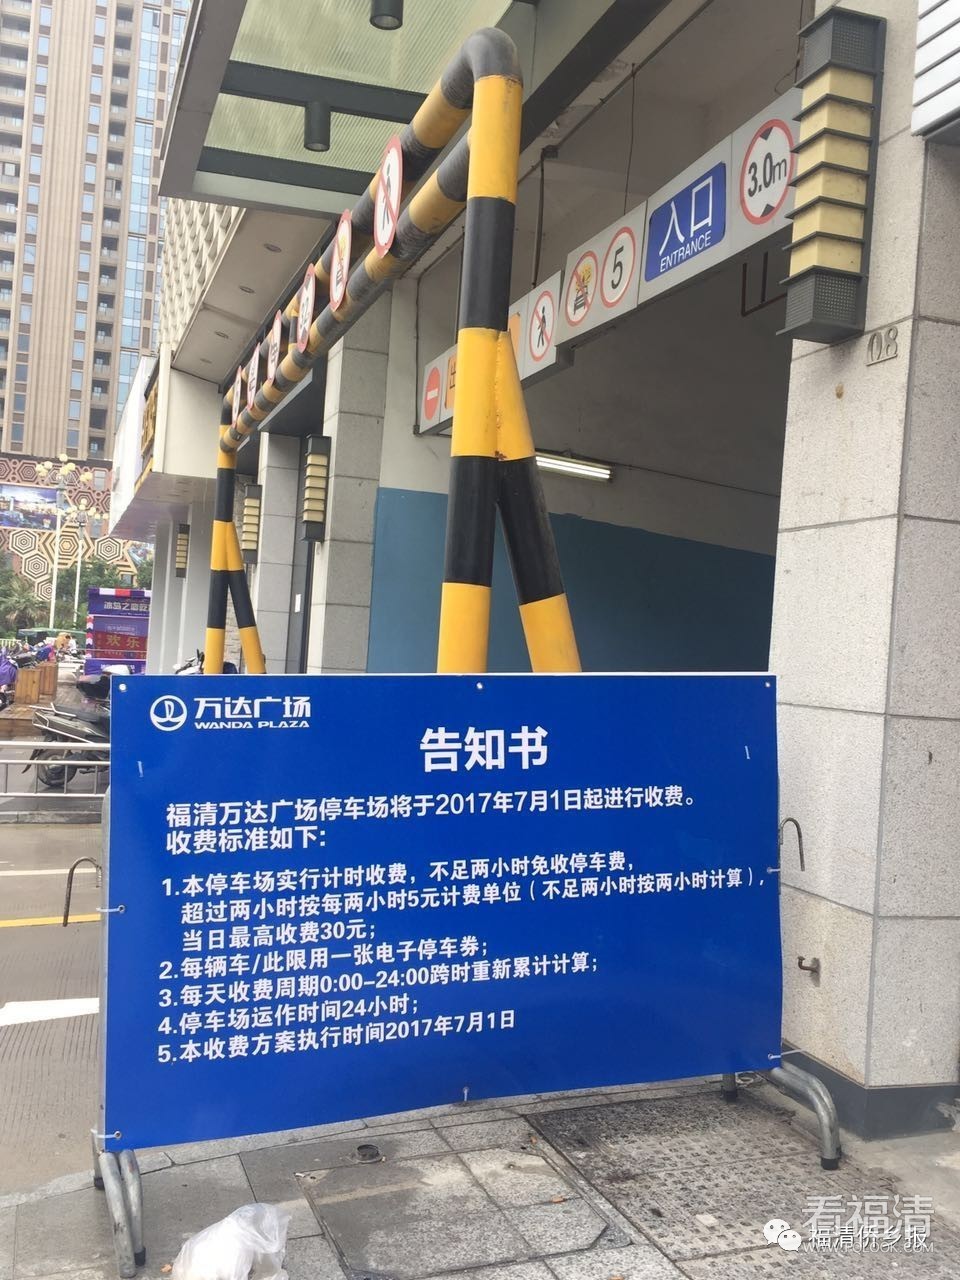 3.0m
入口
ENTRANCE
5
08
欢乐
万达广场
WANDA PLAZA
告知书
福清万达广场停车场将于2017年7月1日起进行收费。
收费标准如下:
1.本停车场实行计时收费，不足两小时免收停车费，
超过两小时按每两小时5元计费单位（不足两小时按两小时计算），
当日最高收费30元；
2.每辆车/此限用一张电子停车券；
3.每天收费周期0:00-24:00跨时重新累计计算；
4.停车场运作时间24小时；
5.本收费方案执行时间2017年7月1日
看福清
福清侨乡报